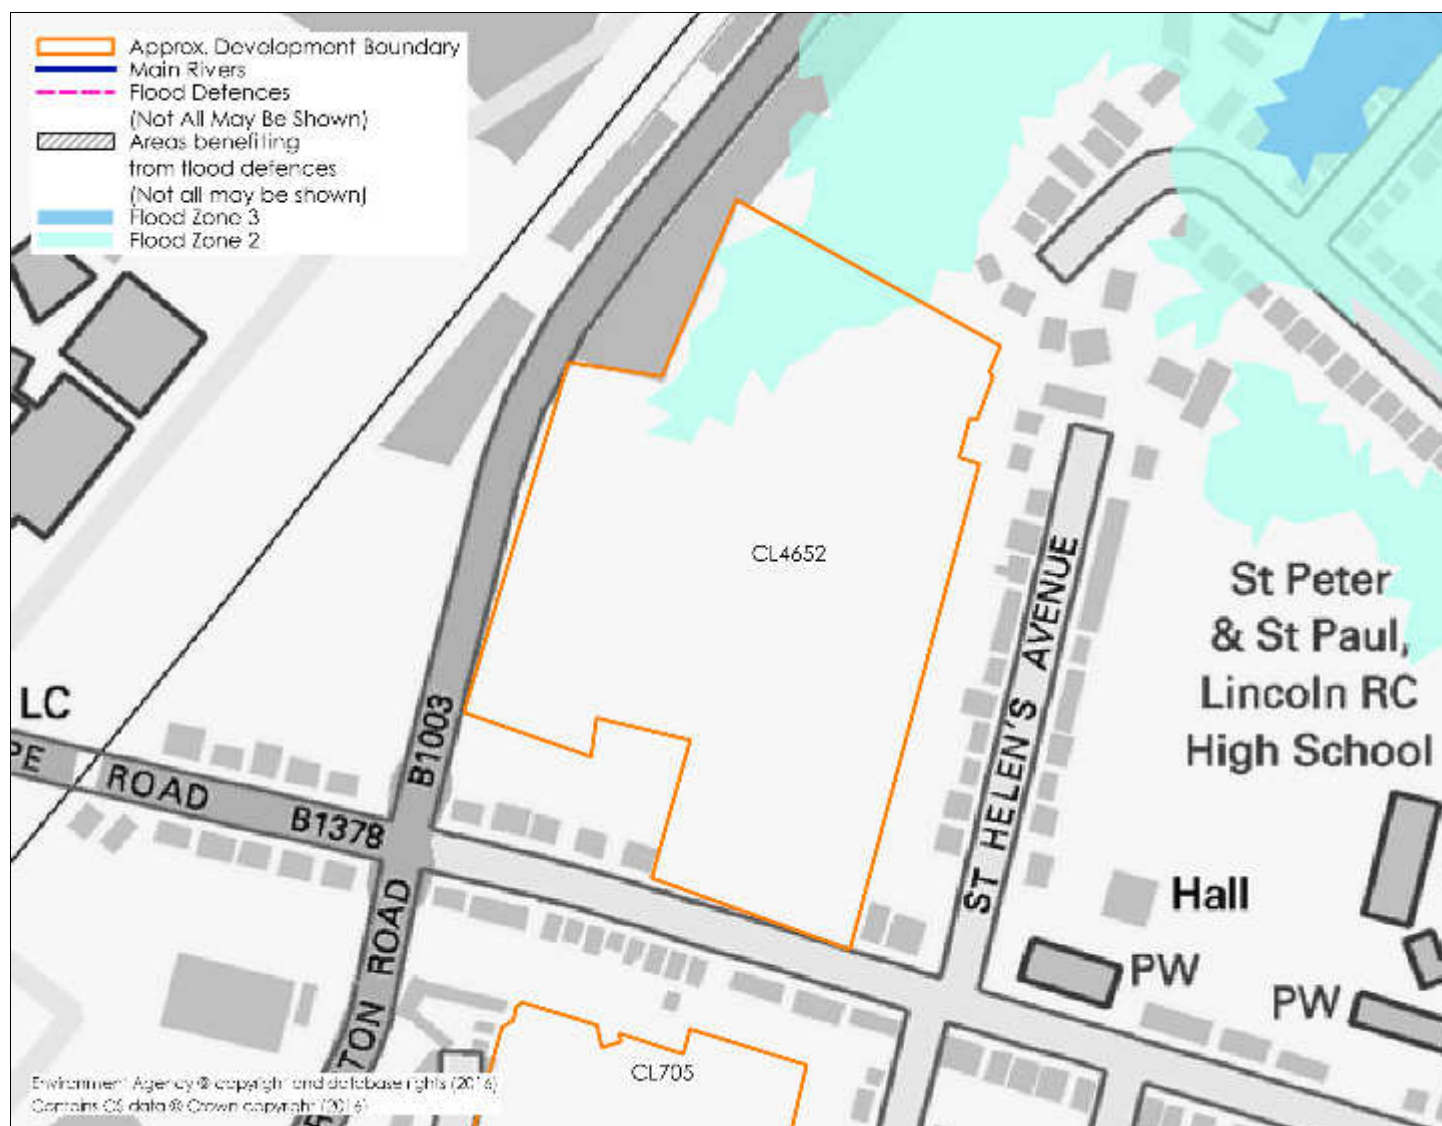 Approx. Development Boundary
Main Rivers
Flood Defences
(Not All May Be Shown)
Areas benefiting
from flood defences
(Not all may be shown)
Flood Zone 3
Flood Zone 2
CL4652
ST HELEN'S AVENUE
St Peter
& St Paul,
Lincoln RC
High School
LC
PE ROAD B1378
B1003
TON ROAD
Hall
PW
PW
CL705
Environment Agency © copyright and database rights (2016)
Contains OS data © Crown copyright (2016)